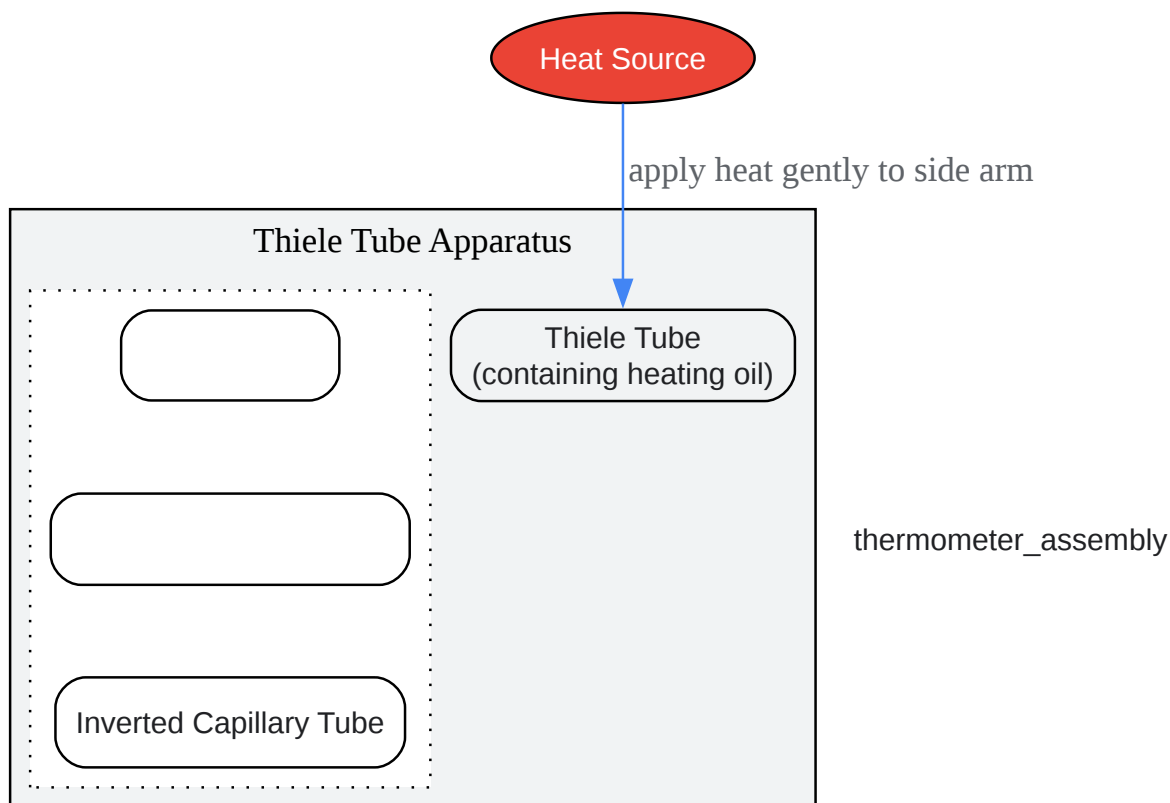 Heat Source
apply heat gently to side arm
Thiele Tube Apparatus
Thiele Tube
(containing heating oil)
thermometer_assembly
Inverted Capillary Tube